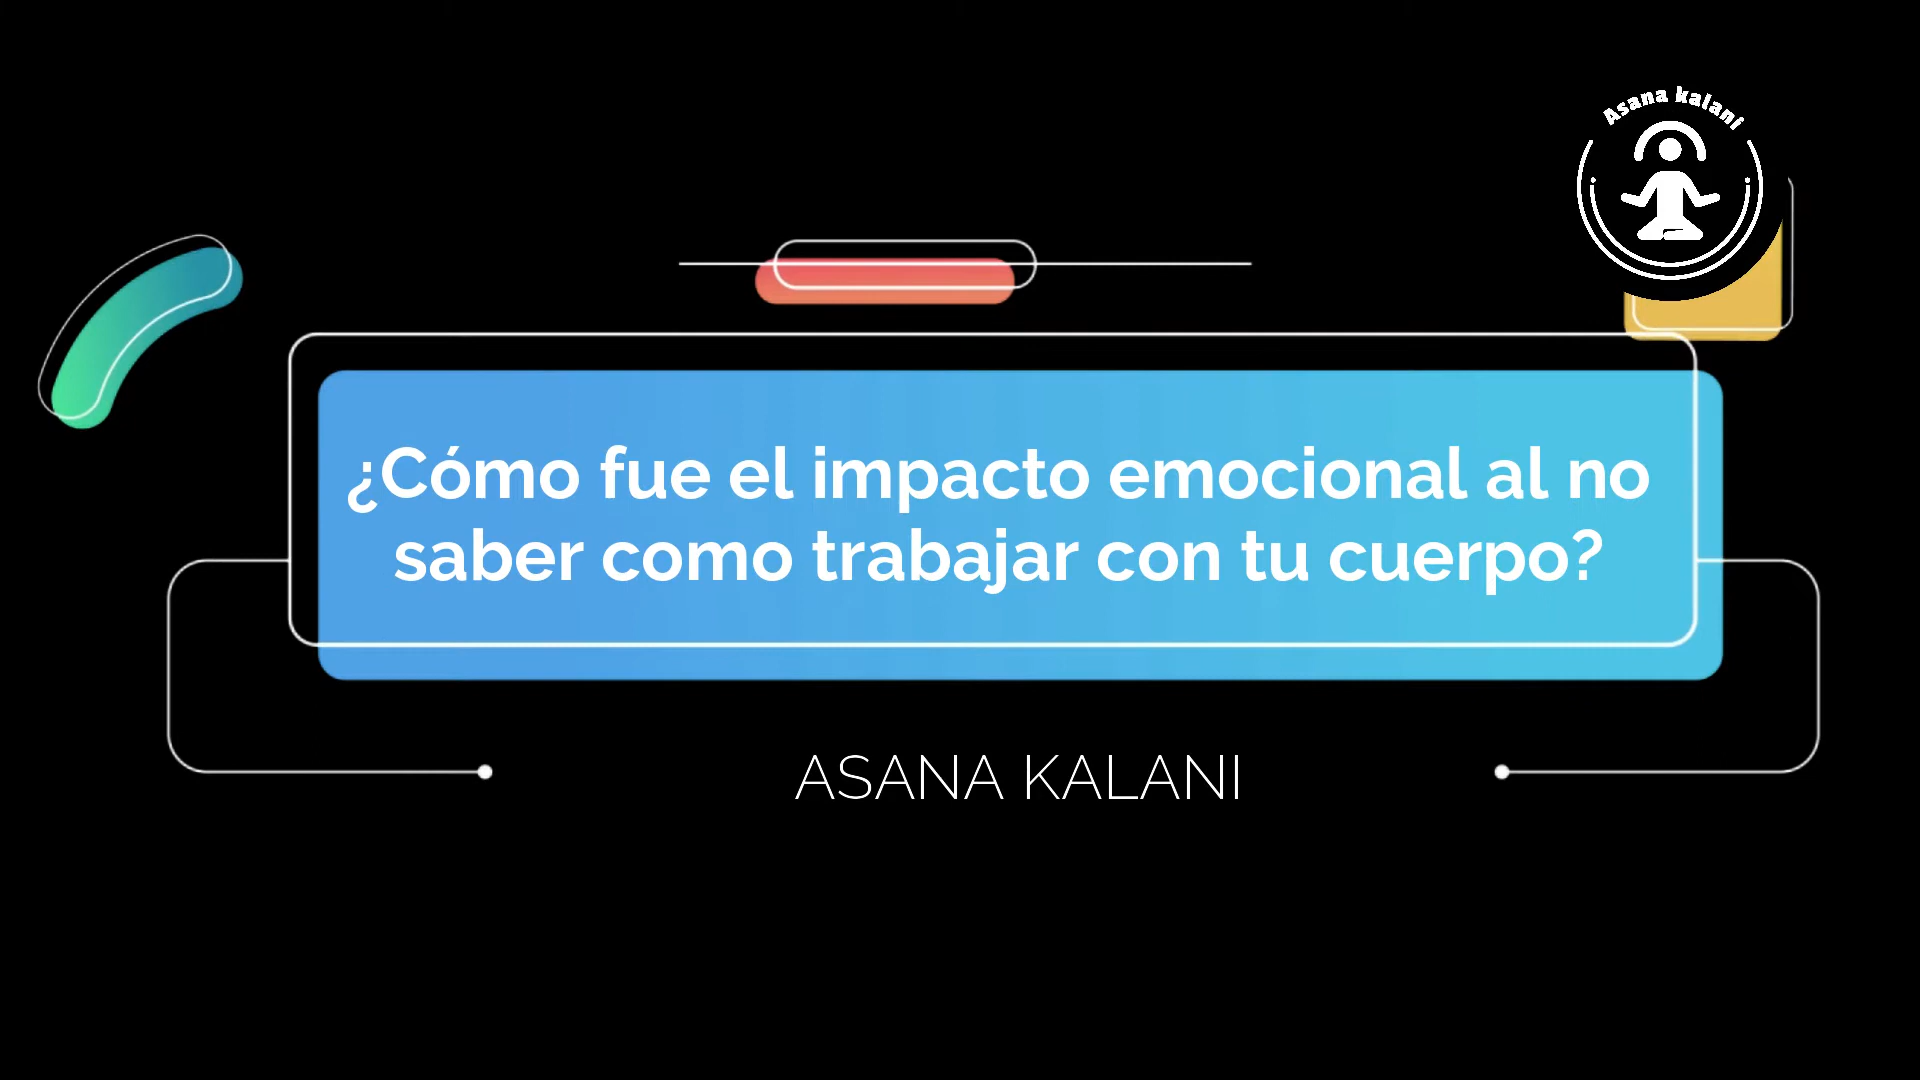 Asana kalani
¿Cómo fue el impacto emocional al no
saber como trabajar con tu cuerpo?
ASANA KALANI